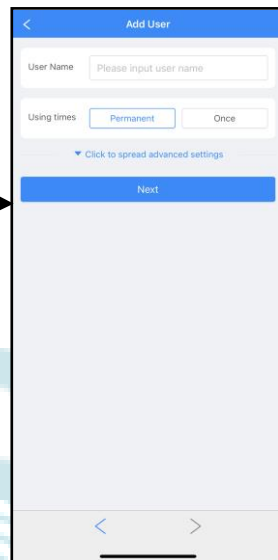 Add User
User Name Please input user name
Using times Permanent Once
Click to spread advanced settings
Next